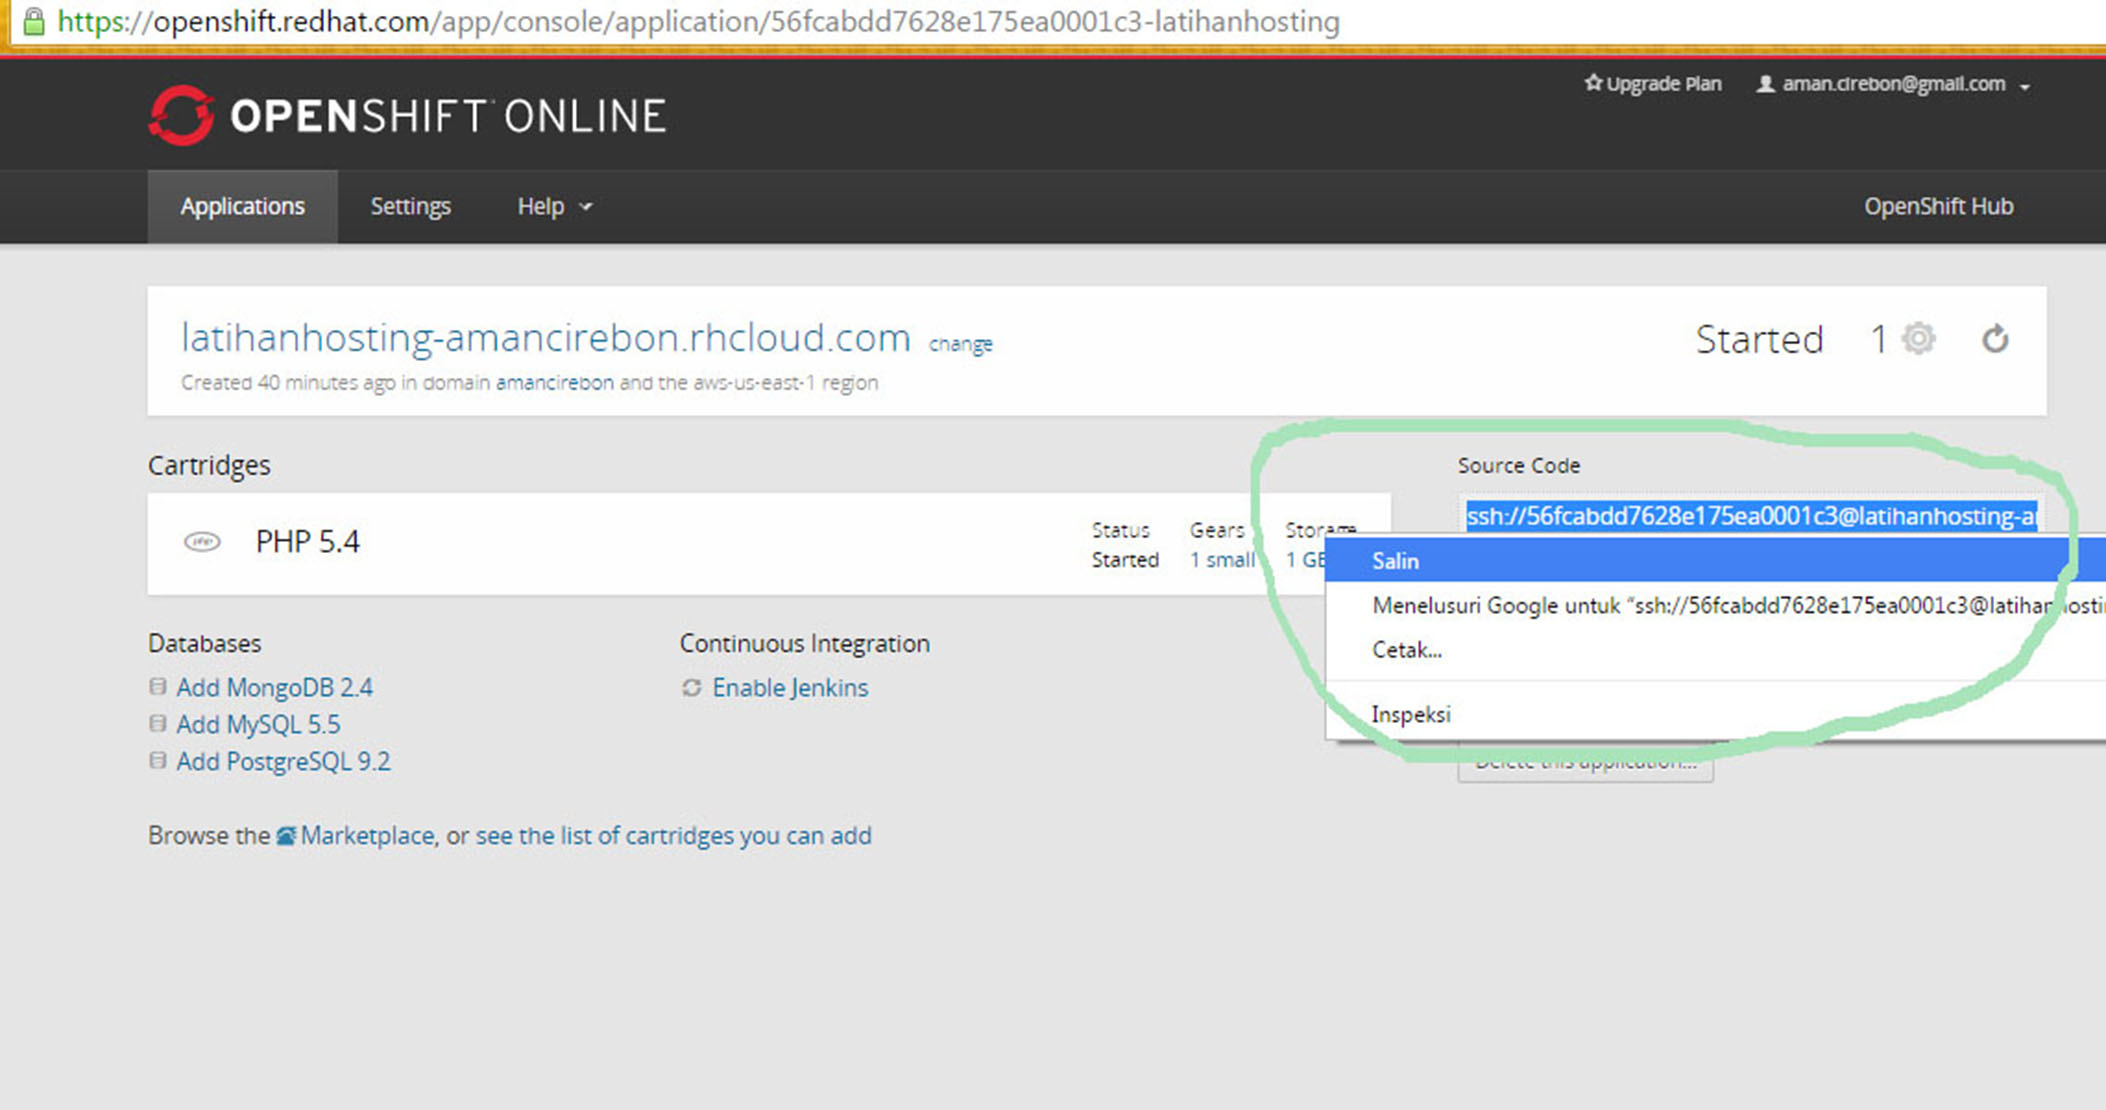 https://openshift.redhat.com/app/console/application/56fcabdd7628e175ea0001c3-latihanhosting
Upgrade Plan aman.cirebon@gmail.com
OPENSHIFT ONLINE
Applications Settings Help OpenShift Hub
latihanhosting-amancirebon.rhcloud.com change Started 1
Created 40 minutes ago in domain amancirebon and the aws-us-east-1 region
Cartridges
Source Code
ssh://56fcabdd7628e175ea0001c3@latihanhosting-a
php PHP 5.4
Status Gears Storage
Started 1 small 1 GB
Salin
Menelusuri Google untuk “ssh://56fcabdd7628e175ea0001c3@latihanhosti
Cetak...
Inspeksi
Delete this application...
Databases
Add MongoDB 2.4
Add MySQL 5.5
Add PostgreSQL 9.2
Continuous Integration
Enable Jenkins
Browse the Marketplace, or see the list of cartridges you can add